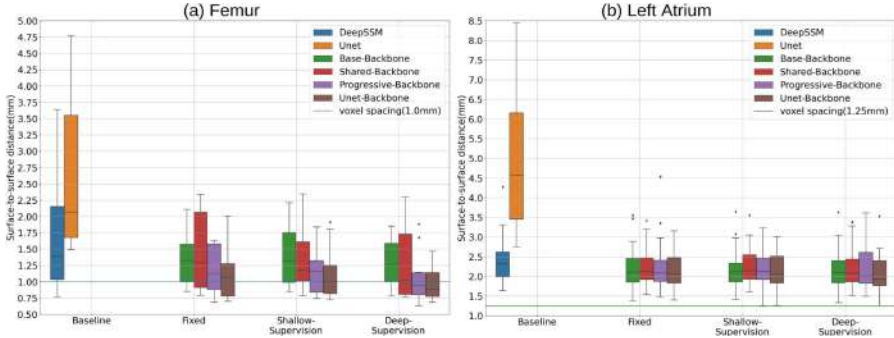 (a) Femur
Surface-to-surface distance(mm)
5.00
4.75
4.50
4.25
4.00
3.75
3.50
3.25
3.00
2.75
2.50
2.25
2.00
1.75
1.50
1.25
1.00
0.75
0.50
DeepSSM
Unet
Base-Backbone
Shared-Backbone
Progressive-Backbone
Unet-Backbone
voxel spacing(1.0mm)
Baseline
Fixed
Shallow-
Supervision
Deep-
Supervision
(b) Left Atrium
Surface-to-surface distance(mm)
8.5
8.0
7.5
7.0
6.5
6.0
5.5
5.0
4.5
4.0
3.5
3.0
2.5
2.0
1.5
1.0
DeepSSM
Unet
Base-Backbone
Shared-Backbone
Progressive-Backbone
Unet-Backbone
voxel spacing(1.25mm)
Baseline
Fixed
Shallow-
Supervision
Deep-
Supervision